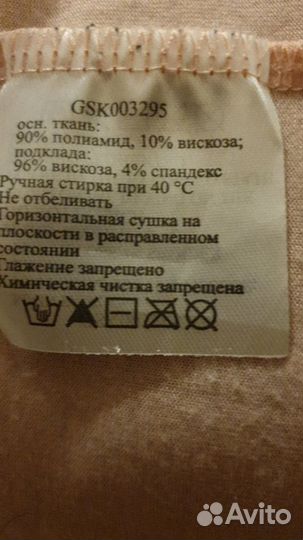 GSK003295
осн. ткань:
90% полиамид, 10% вискоза;
подклада:
96% вискоза, 4% спандекс
Ручная стирка при 40 °C
Не отбеливать
Горизонтальная сушка на
плоскости в расправленном
состоянии
Глажение запрещено
Химическая чистка запрещена
Avito